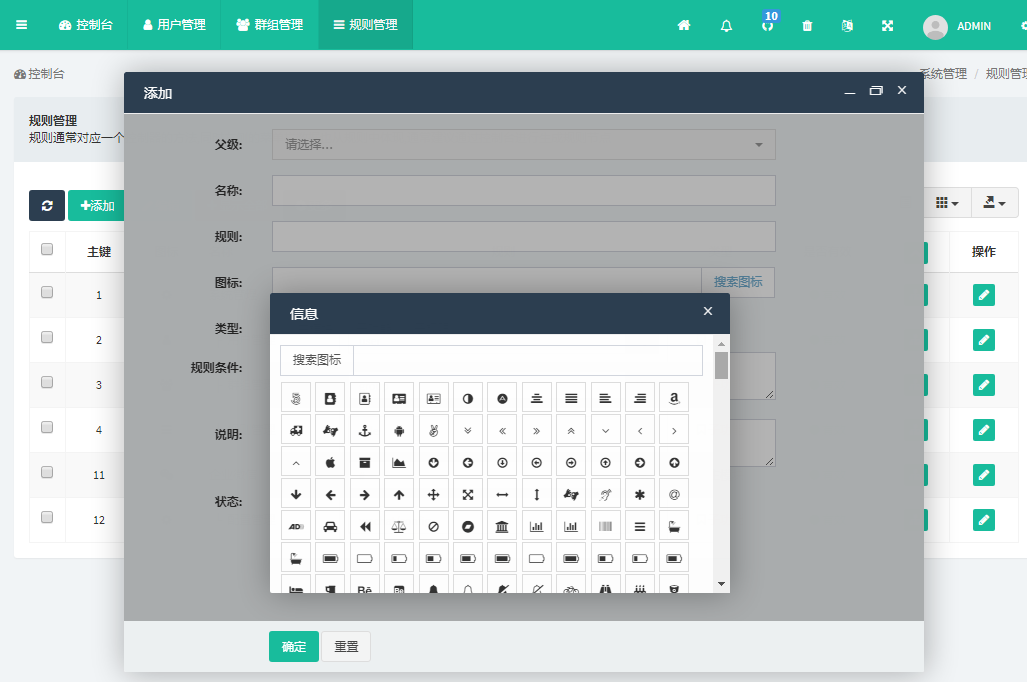 控制台 用户管理 群组管理 规则管理 10 ADMIN
控制台 系统管理 / 规则管理
添加
规则管理
规则通常对应一个
父级: 请选择...
名称:
添加
规则:
主键 操作
图标: 搜索图标
1
信息
类型:
2
搜索图标
规则条件:
3
4
说明:
11
状态:
12
确定 重置